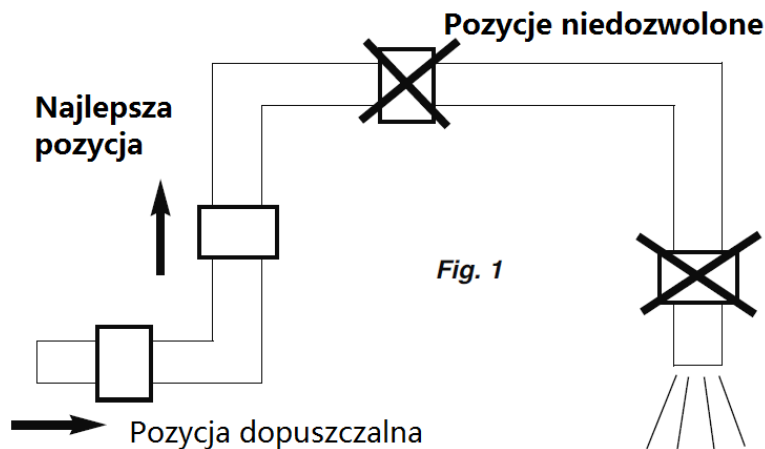 Pozycje niedozwolone
Najlepsza
pozycja
Fig. 1
Pozycja dopuszczalna